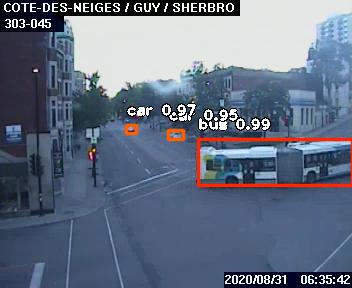 COTE-DES-NEIGES / GUY / SHERBRO
303-045
car 0.97
car 0.95
bus 0.99
2020/08/31 06:35:42